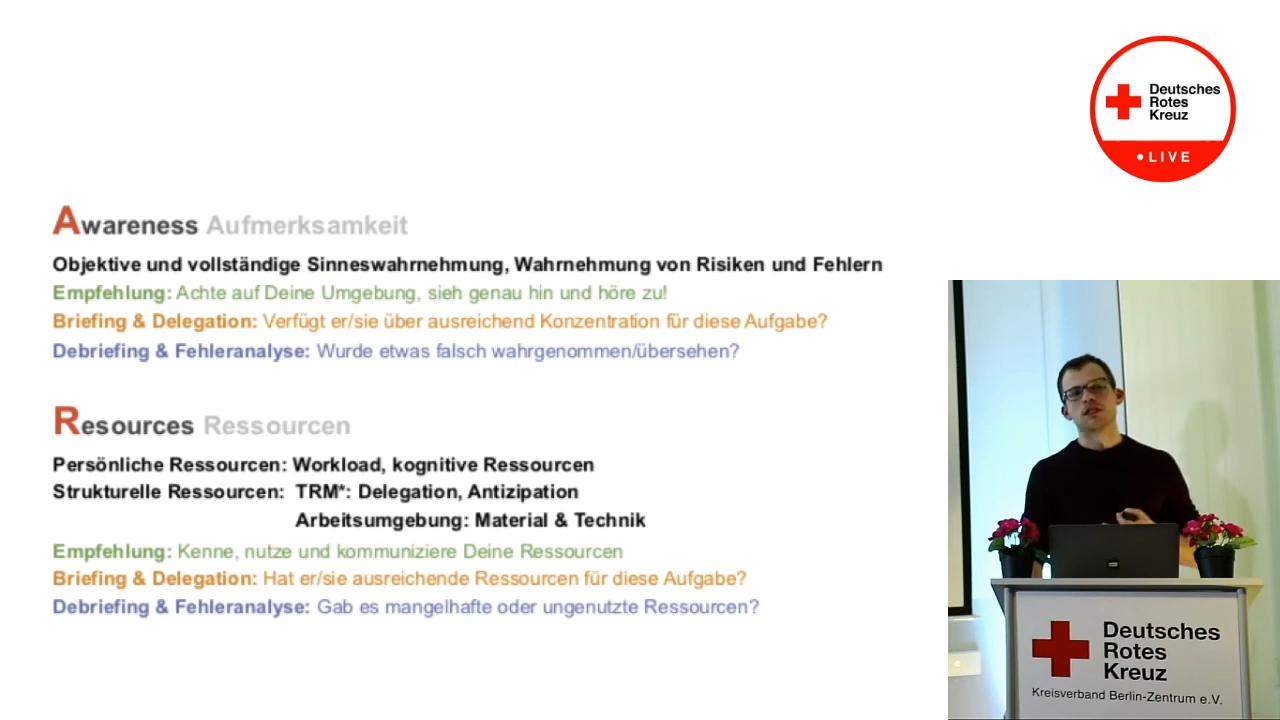 Deutsches
Rotes
Kreuz
LIVE
Awareness Aufmerksamkeit
Objektive und vollständige Sinneswahrnehmung, Wahrnehmung von Risiken und Fehlern
Empfehlung: Achte auf Deine Umgebung, sieh genau hin und höre zu!
Briefing & Delegation: Verfügt er/sie über ausreichend Konzentration für diese Aufgabe?
Debriefing & Fehleranalyse: Wurde etwas falsch wahrgenommen/übersehen?
Resources Ressourcen
Persönliche Ressourcen: Workload, kognitive Ressourcen
Strukturelle Ressourcen: TRM*: Delegation, Antizipation
Arbeitsumgebung: Material & Technik
Empfehlung: Kenne, nutze und kommuniziere Deine Ressourcen
Briefing & Delegation: Hat er/sie ausreichende Ressourcen für diese Aufgabe?
Debriefing & Fehleranalyse: Gab es mangelhafte oder ungenutzte Ressourcen?
Deutsches
Rotes
Kreuz
Kreisverband Berlin-Zentrum e.V.